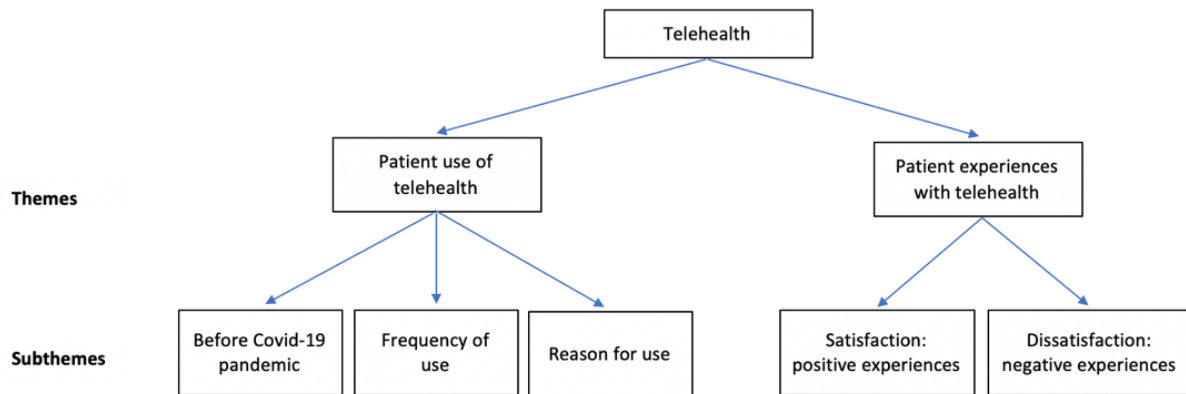 Telehealth
Themes
Patient use of
telehealth
Patient experiences
with telehealth
Subthemes
Before Covid-19
pandemic
Frequency of
use
Reason for use
Satisfaction:
positive experiences
Dissatisfaction:
negative experiences